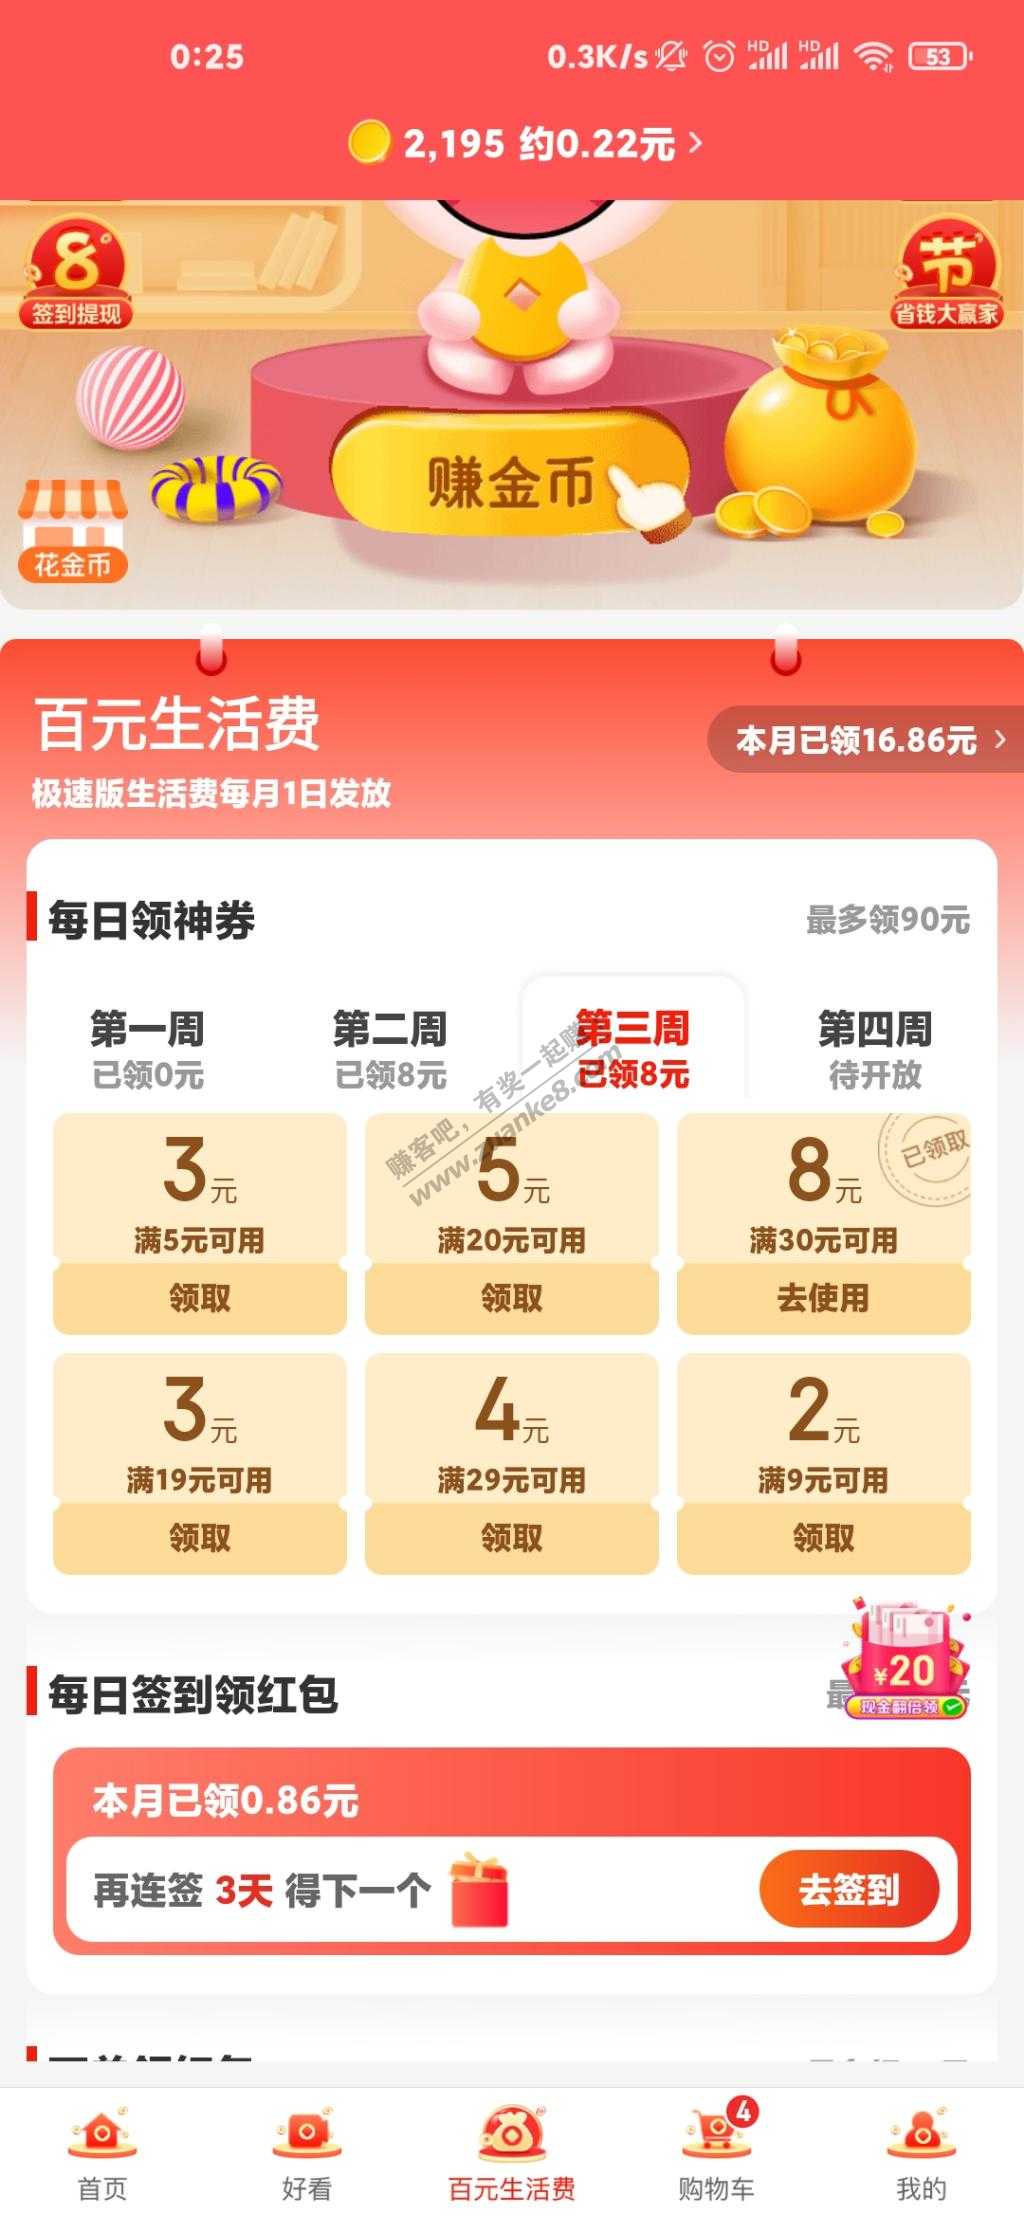 0:25 0.3K/s HD HD 53
2,195 约0.22元 >
8
签到提现
节
省钱大赢家
赚金币
花金币
百元生活费
本月已领16.86元 >
极速版生活费每月1日发放
每日领神券 最多领90元
第一周 第二周 第三周 第四周
已领0元 已领8元 已领8元 待开放
赚客吧，有奖一起赚
www.zuanke8.com
3元 5元 8元 已领取
满5元可用 满20元可用 满30元可用
领取 领取 去使用
3元 4元 2元
满19元可用 满29元可用 满9元可用
领取 领取 领取
每日签到领红包
¥20
现金翻倍领
本月已领0.86元
再连签 3天 得下一个 去签到
4
首页 好看 百元生活费 购物车 我的